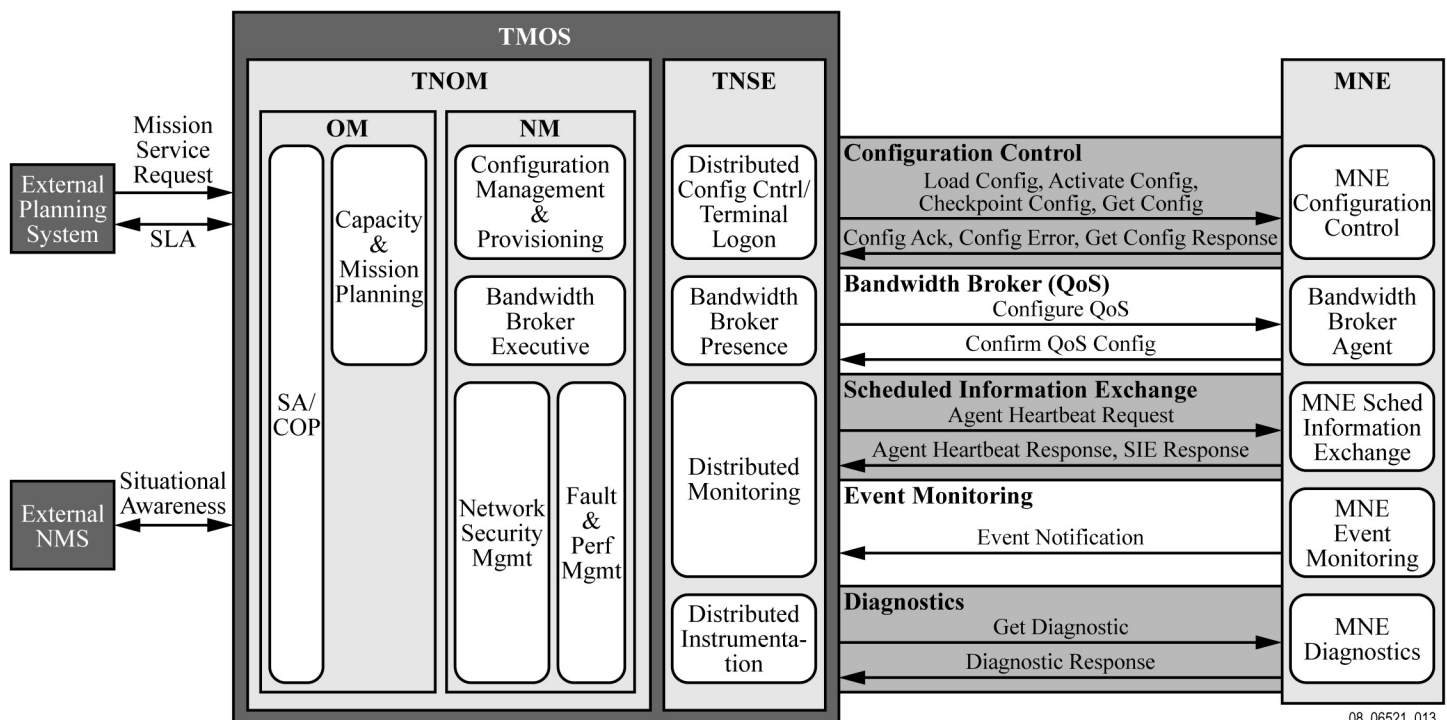 TMOS
TNOM
TNSE
MNE
OM
NM
Mission
Service
Request
External
Planning
System
SLA
Situational
Awareness
External
NMS
SA/
COP
Capacity
&
Mission
Planning
Configuration
Management
&
Provisioning
Bandwidth
Broker
Executive
Network
Security
Mgmt
Fault
&
Perf
Mgmt
Distributed
Config Cntrl/
Terminal
Logon
Bandwidth
Broker
Presence
Distributed
Monitoring
Distributed
Instrumenta-
tion
Configuration Control
Load Config, Activate Config,
Checkpoint Config, Get Config
Config Ack, Config Error, Get Config Response
Bandwidth Broker (QoS)
Configure QoS
Confirm QoS Config
Scheduled Information Exchange
Agent Heartbeat Request
Agent Heartbeat Response, SIE Response
Event Monitoring
Event Notification
Diagnostics
Get Diagnostic
Diagnostic Response
MNE
Configuration
Control
Bandwidth
Broker
Agent
MNE Sched
Information
Exchange
MNE
Event
Monitoring
MNE
Diagnostics
08_06521_013